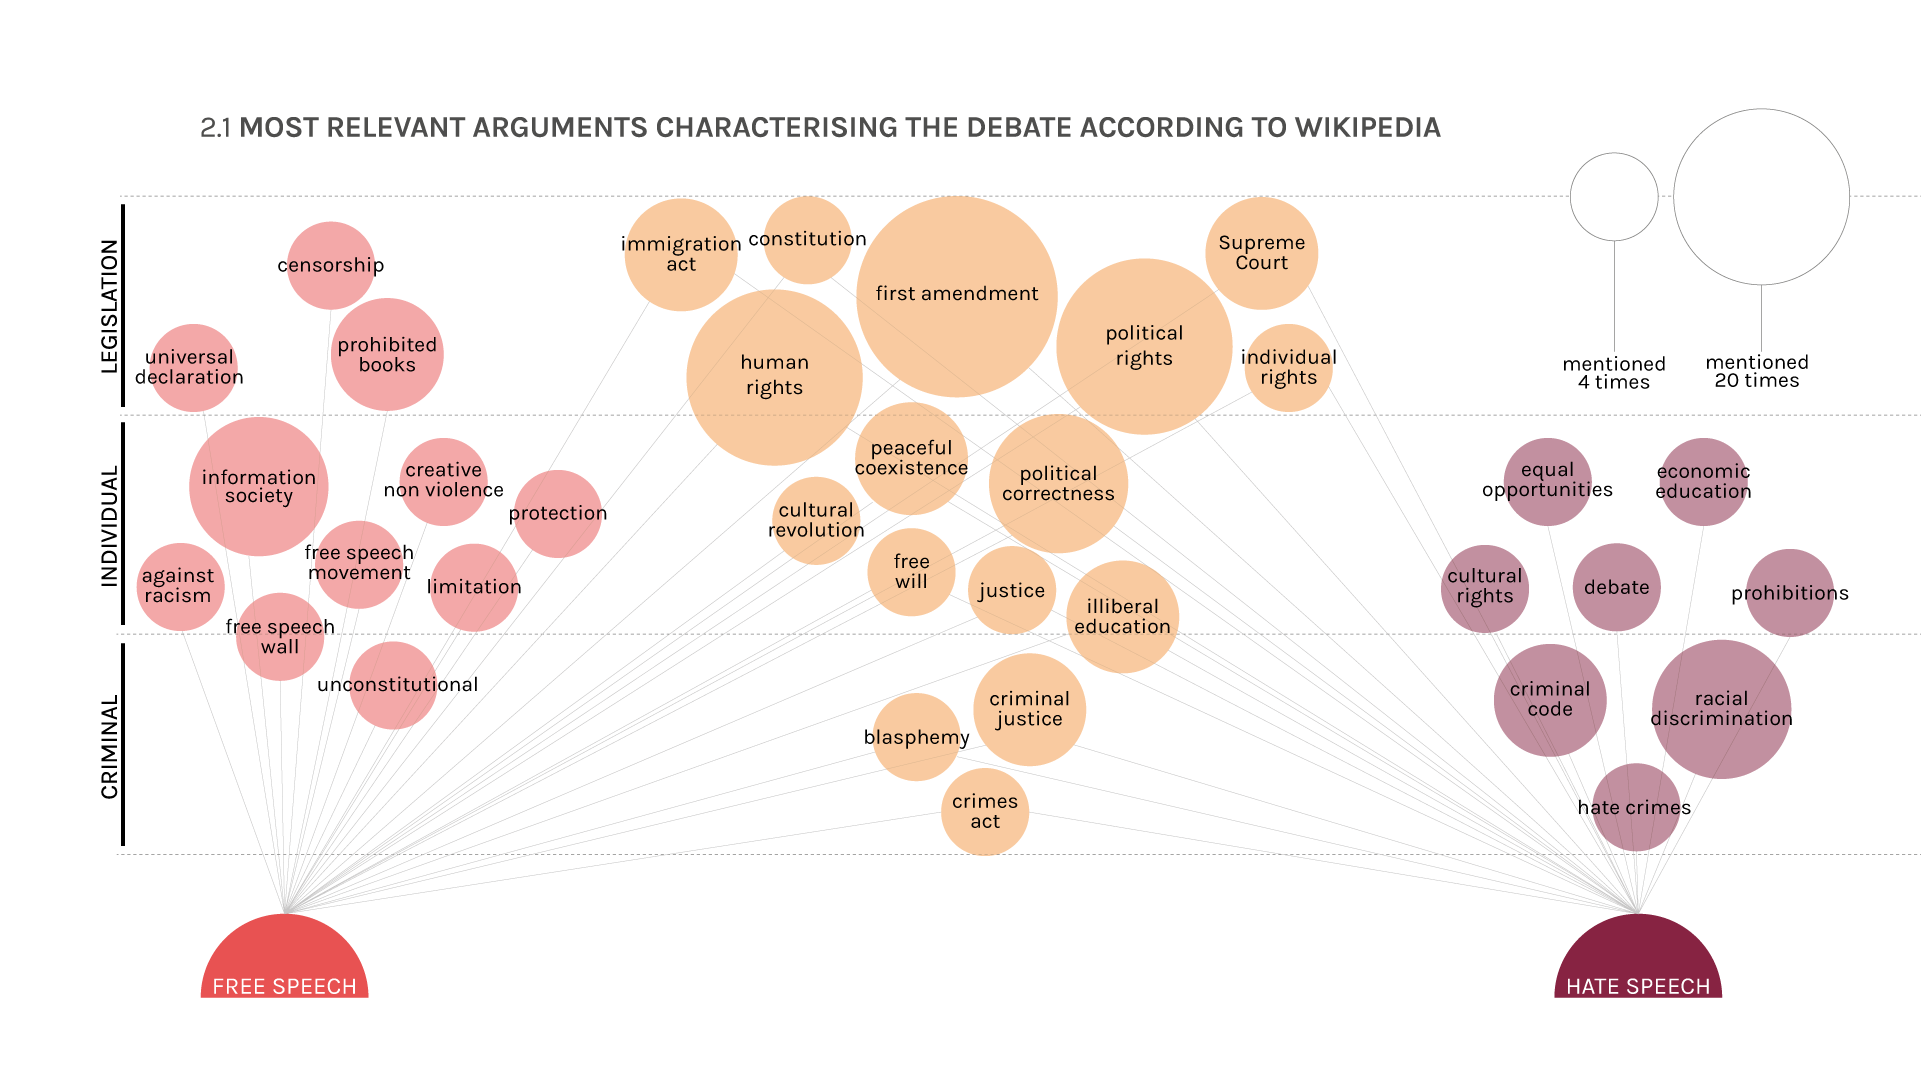 2.1 MOST RELEVANT ARGUMENTS CHARACTERISING THE DEBATE ACCORDING TO WIKIPEDIA
mentioned
4 times
mentioned
20 times
LEGISLATION
censorship
universal
declaration
prohibited
books
immigration
act
constitution
first amendment
human
rights
political
rights
Supreme
Court
individual
rights
INDIVIDUAL
information
society
creative
non violence
protection
against
racism
free speech
movement
limitation
free speech
wall
peaceful
coexistence
political
correctness
cultural
revolution
free
will
justice
illiberal
education
equal
opportunities
economic
education
cultural
rights
debate
prohibitions
CRIMINAL
unconstitutional
criminal
justice
blasphemy
crimes
act
criminal
code
racial
discrimination
hate crimes
FREE SPEECH
HATE SPEECH